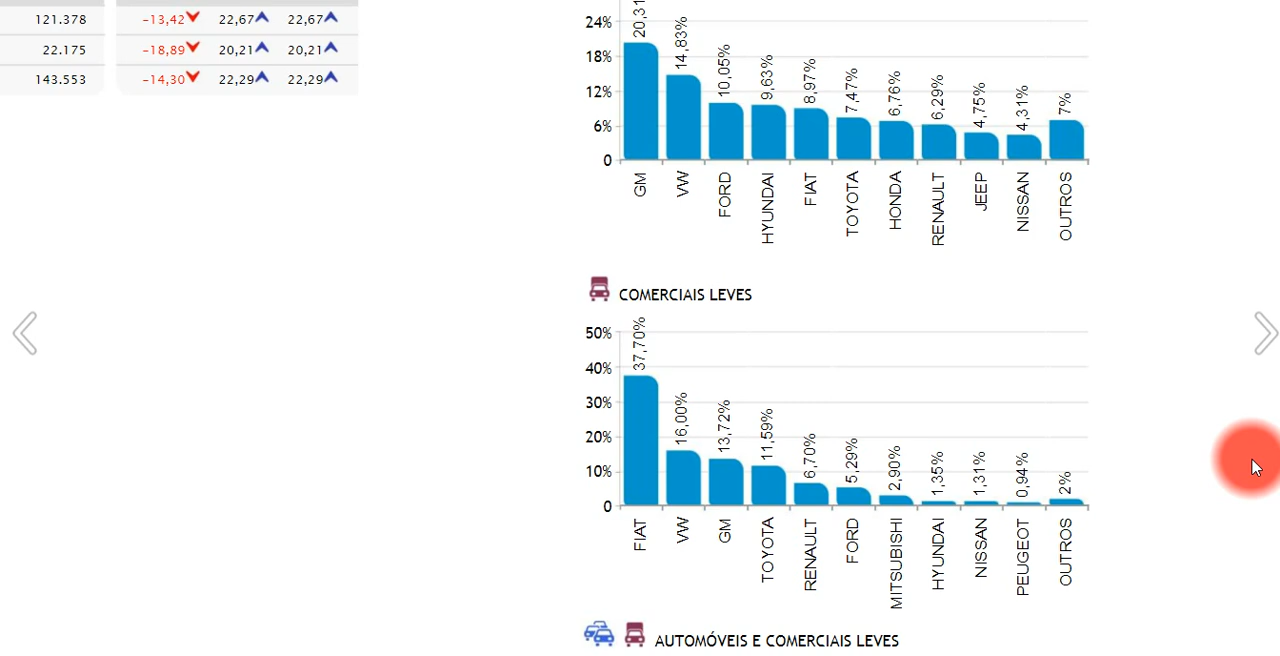 121.378 -13,42 22,67 22,67
22.175 -18,89 20,21 20,21
143.553 -14,30 22,29 22,29
24%
18%
12%
6%
0
20,31
14,83%
10,05%
9,63%
8,97%
7,47%
6,76%
6,29%
4,75%
4,31%
7%
GM
VW
FORD
HYUNDAI
FIAT
TOYOTA
HONDA
RENAULT
JEEP
NISSAN
OUTROS
COMERCIAIS LEVES
50%
40%
30%
20%
10%
0
37,70%
16,00%
13,72%
11,59%
6,70%
5,29%
2,90%
1,35%
1,31%
0,94%
2%
FIAT
VW
GM
TOYOTA
RENAULT
FORD
MITSUBISHI
HYUNDAI
NISSAN
PEUGEOT
OUTROS
AUTOMÓVEIS E COMERCIAIS LEVES